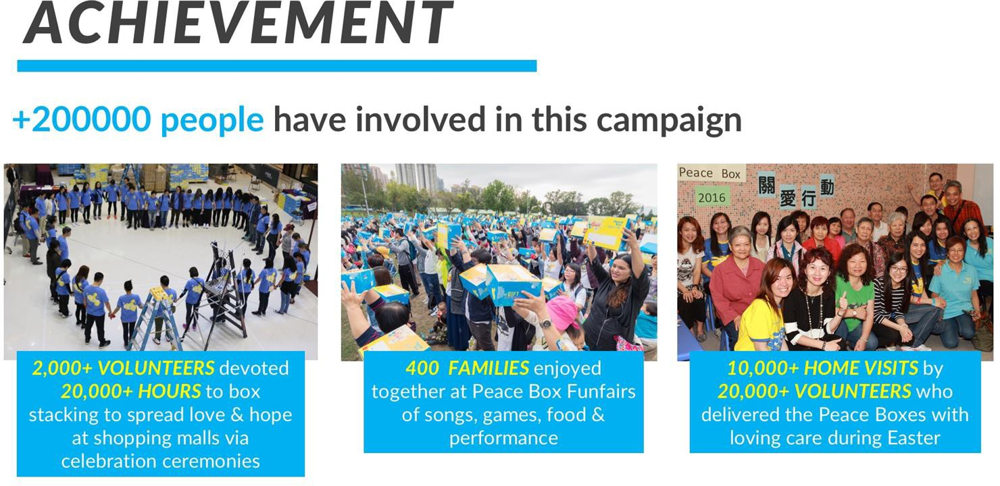 ACHIEVEMENT
+200000 people have involved in this campaign
Peace Box
2016
關愛行動
GIFT
2,000+ VOLUNTEERS devoted
20,000+ HOURS to box
stacking to spread love & hope
at shopping malls via
celebration ceremonies
400 FAMILIES enjoyed
together at Peace Box Funfairs
of songs, games, food &
performance
10,000+ HOME VISITS by
20,000+ VOLUNTEERS who
delivered the Peace Boxes with
loving care during Easter